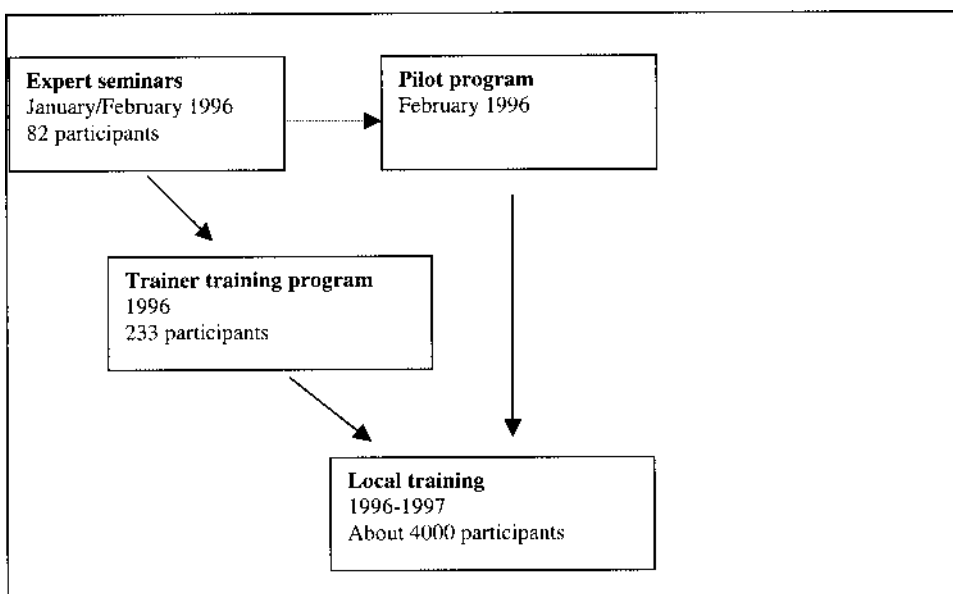 Expert seminars
January/February 1996
82 participants
Pilot program
February 1996
Trainer training program
1996
233 participants
Local training
1996-1997
About 4000 participants